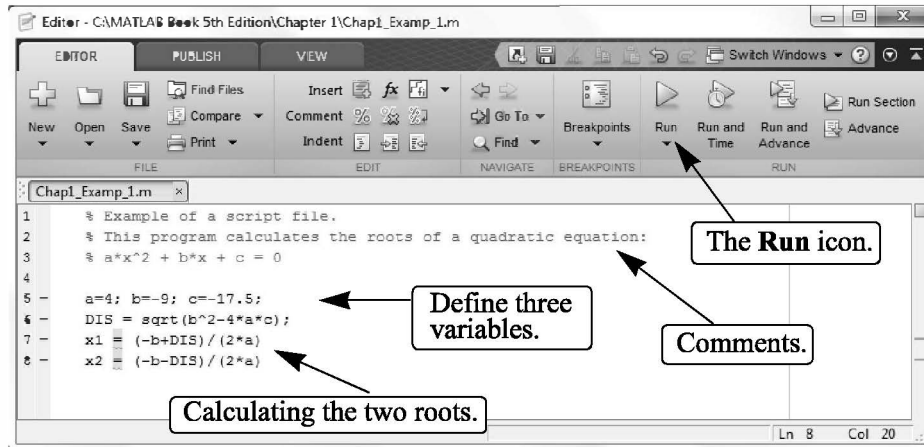 Editor - C:\MATLAB Book 5th Edition\Chapter 1\Chap1_Examp_1.m
EDITOR PUBLISH VIEW Switch Windows
New Open Save Find Files Compare Print
Insert fx
Comment
Indent
Go To
Find
Breakpoints
Run Run and Time Run and Advance Run Section Advance
FILE EDIT NAVIGATE BREAKPOINTS RUN
Chap1_Examp_1.m ×
1 % Example of a script file.
2 % This program calculates the roots of a quadratic equation:
3 % a*x^2 + b*x + c = 0
4
5 - a=4; b=-9; c=-17.5;
6 - DIS = sqrt(b^2-4*a*c);
7 - x1 = (-b+DIS)/(2*a)
8 - x2 = (-b-DIS)/(2*a)
The Run icon.
Define three
variables.
Comments.
Calculating the two roots.
Ln 8 Col 20